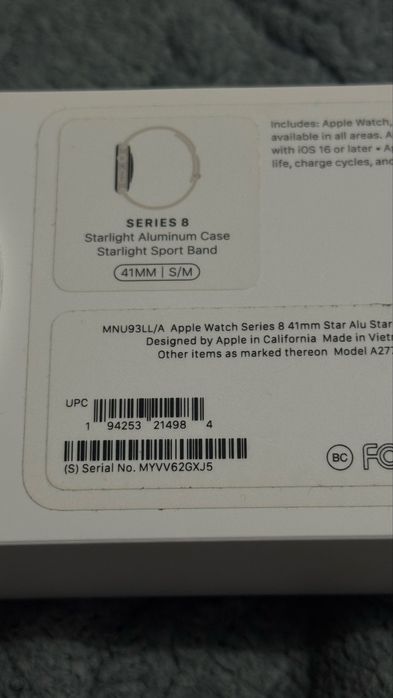 Includes: Apple Watch,
available in all areas. A
with iOS 16 or later • Ap
life, charge cycles, and
SERIES 8
Starlight Aluminum Case
Starlight Sport Band
41MM | S/M
MNU93LL/A Apple Watch Series 8 41mm Star Alu Star
Designed by Apple in California Made in Viet
Other items as marked thereon Model A277
UPC
1 94253 21498 4
(S) Serial No. MYVV62GXJ5
BC FC